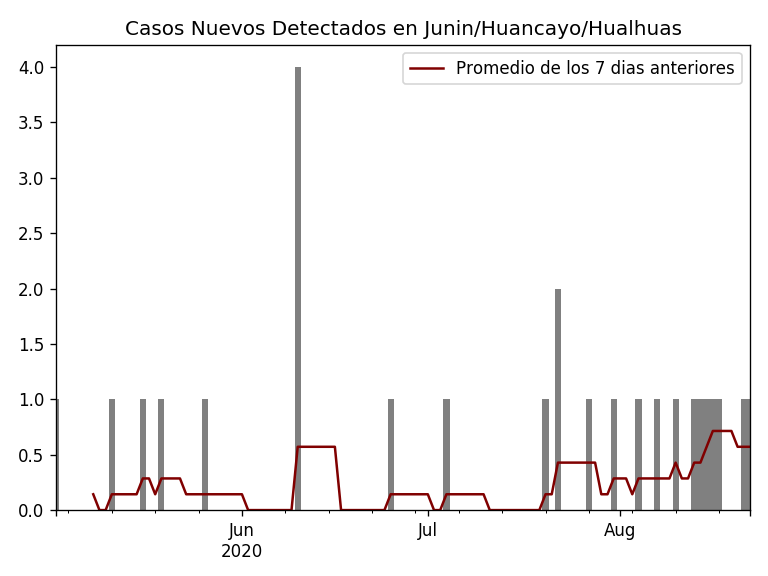 Casos Nuevos Detectados en Junin/Huancayo/Hualhuas
Promedio de los 7 dias anteriores
4.0
3.5
3.0
2.5
2.0
1.5
1.0
0.5
0.0
Jun
2020
Jul
Aug